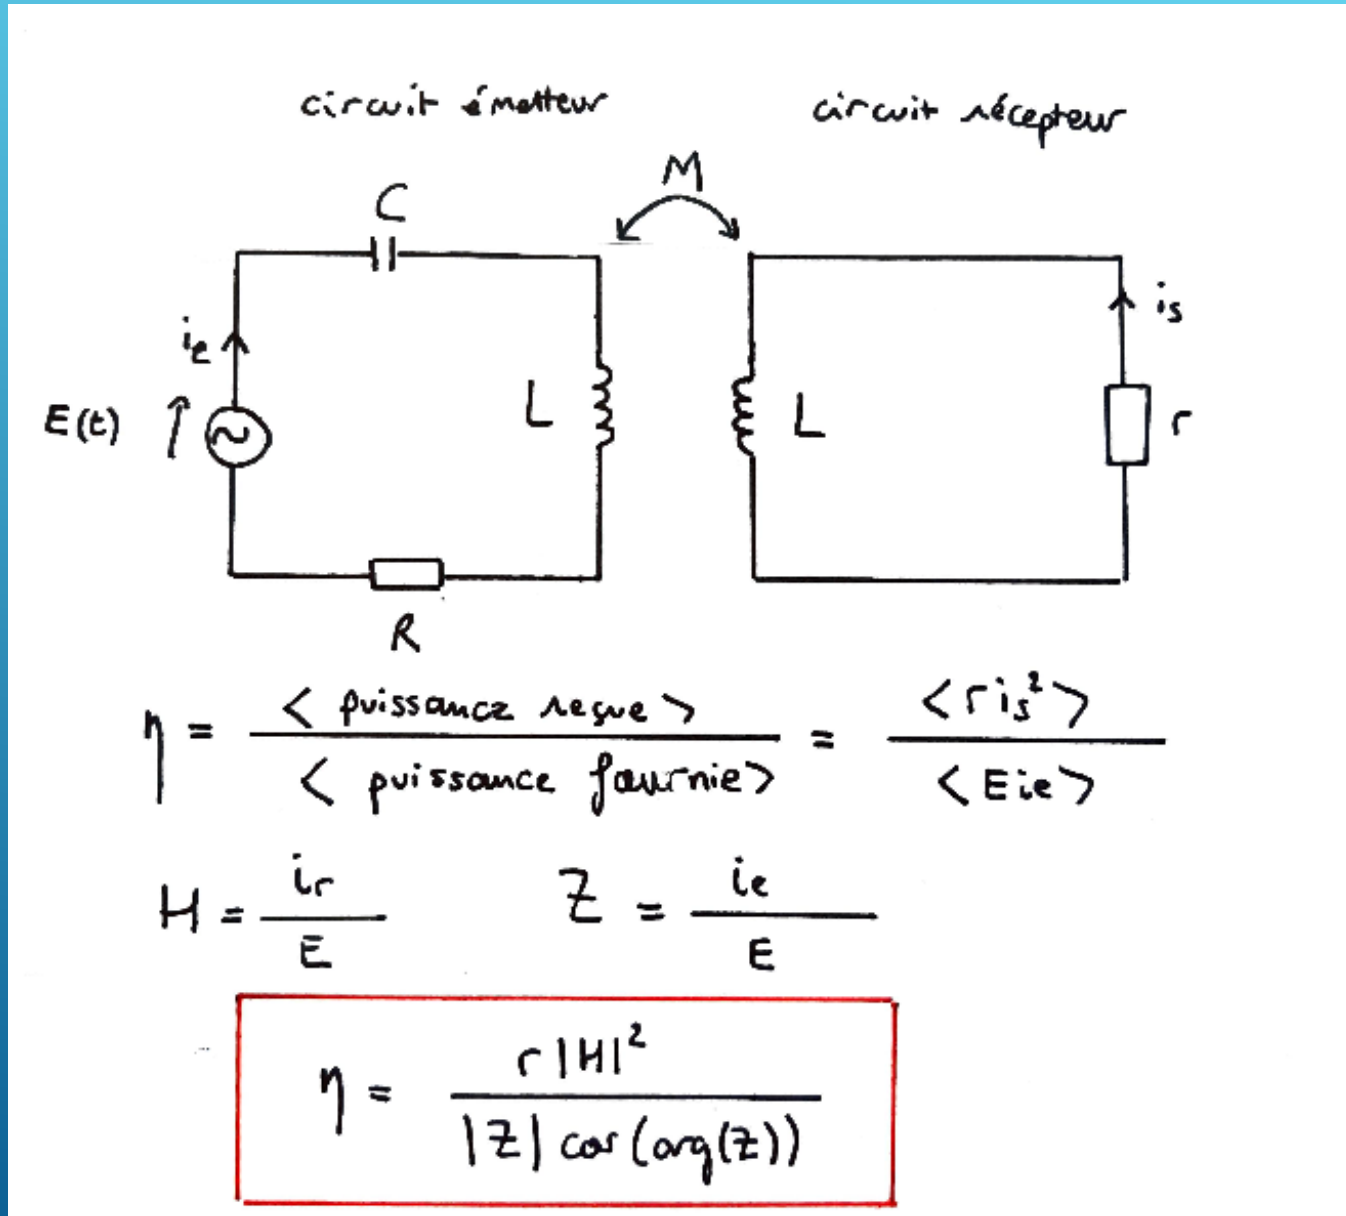 circuit émetteur
circuit récepteur
M
C
ie
is
E(t)
L
L
r
R
η = < puissance reçue > / < puissance fournie > = < r is² > / < E ie >
H = ir / E
Z = ie / E
η = r |H|² / |Z| cos (arg(Z))